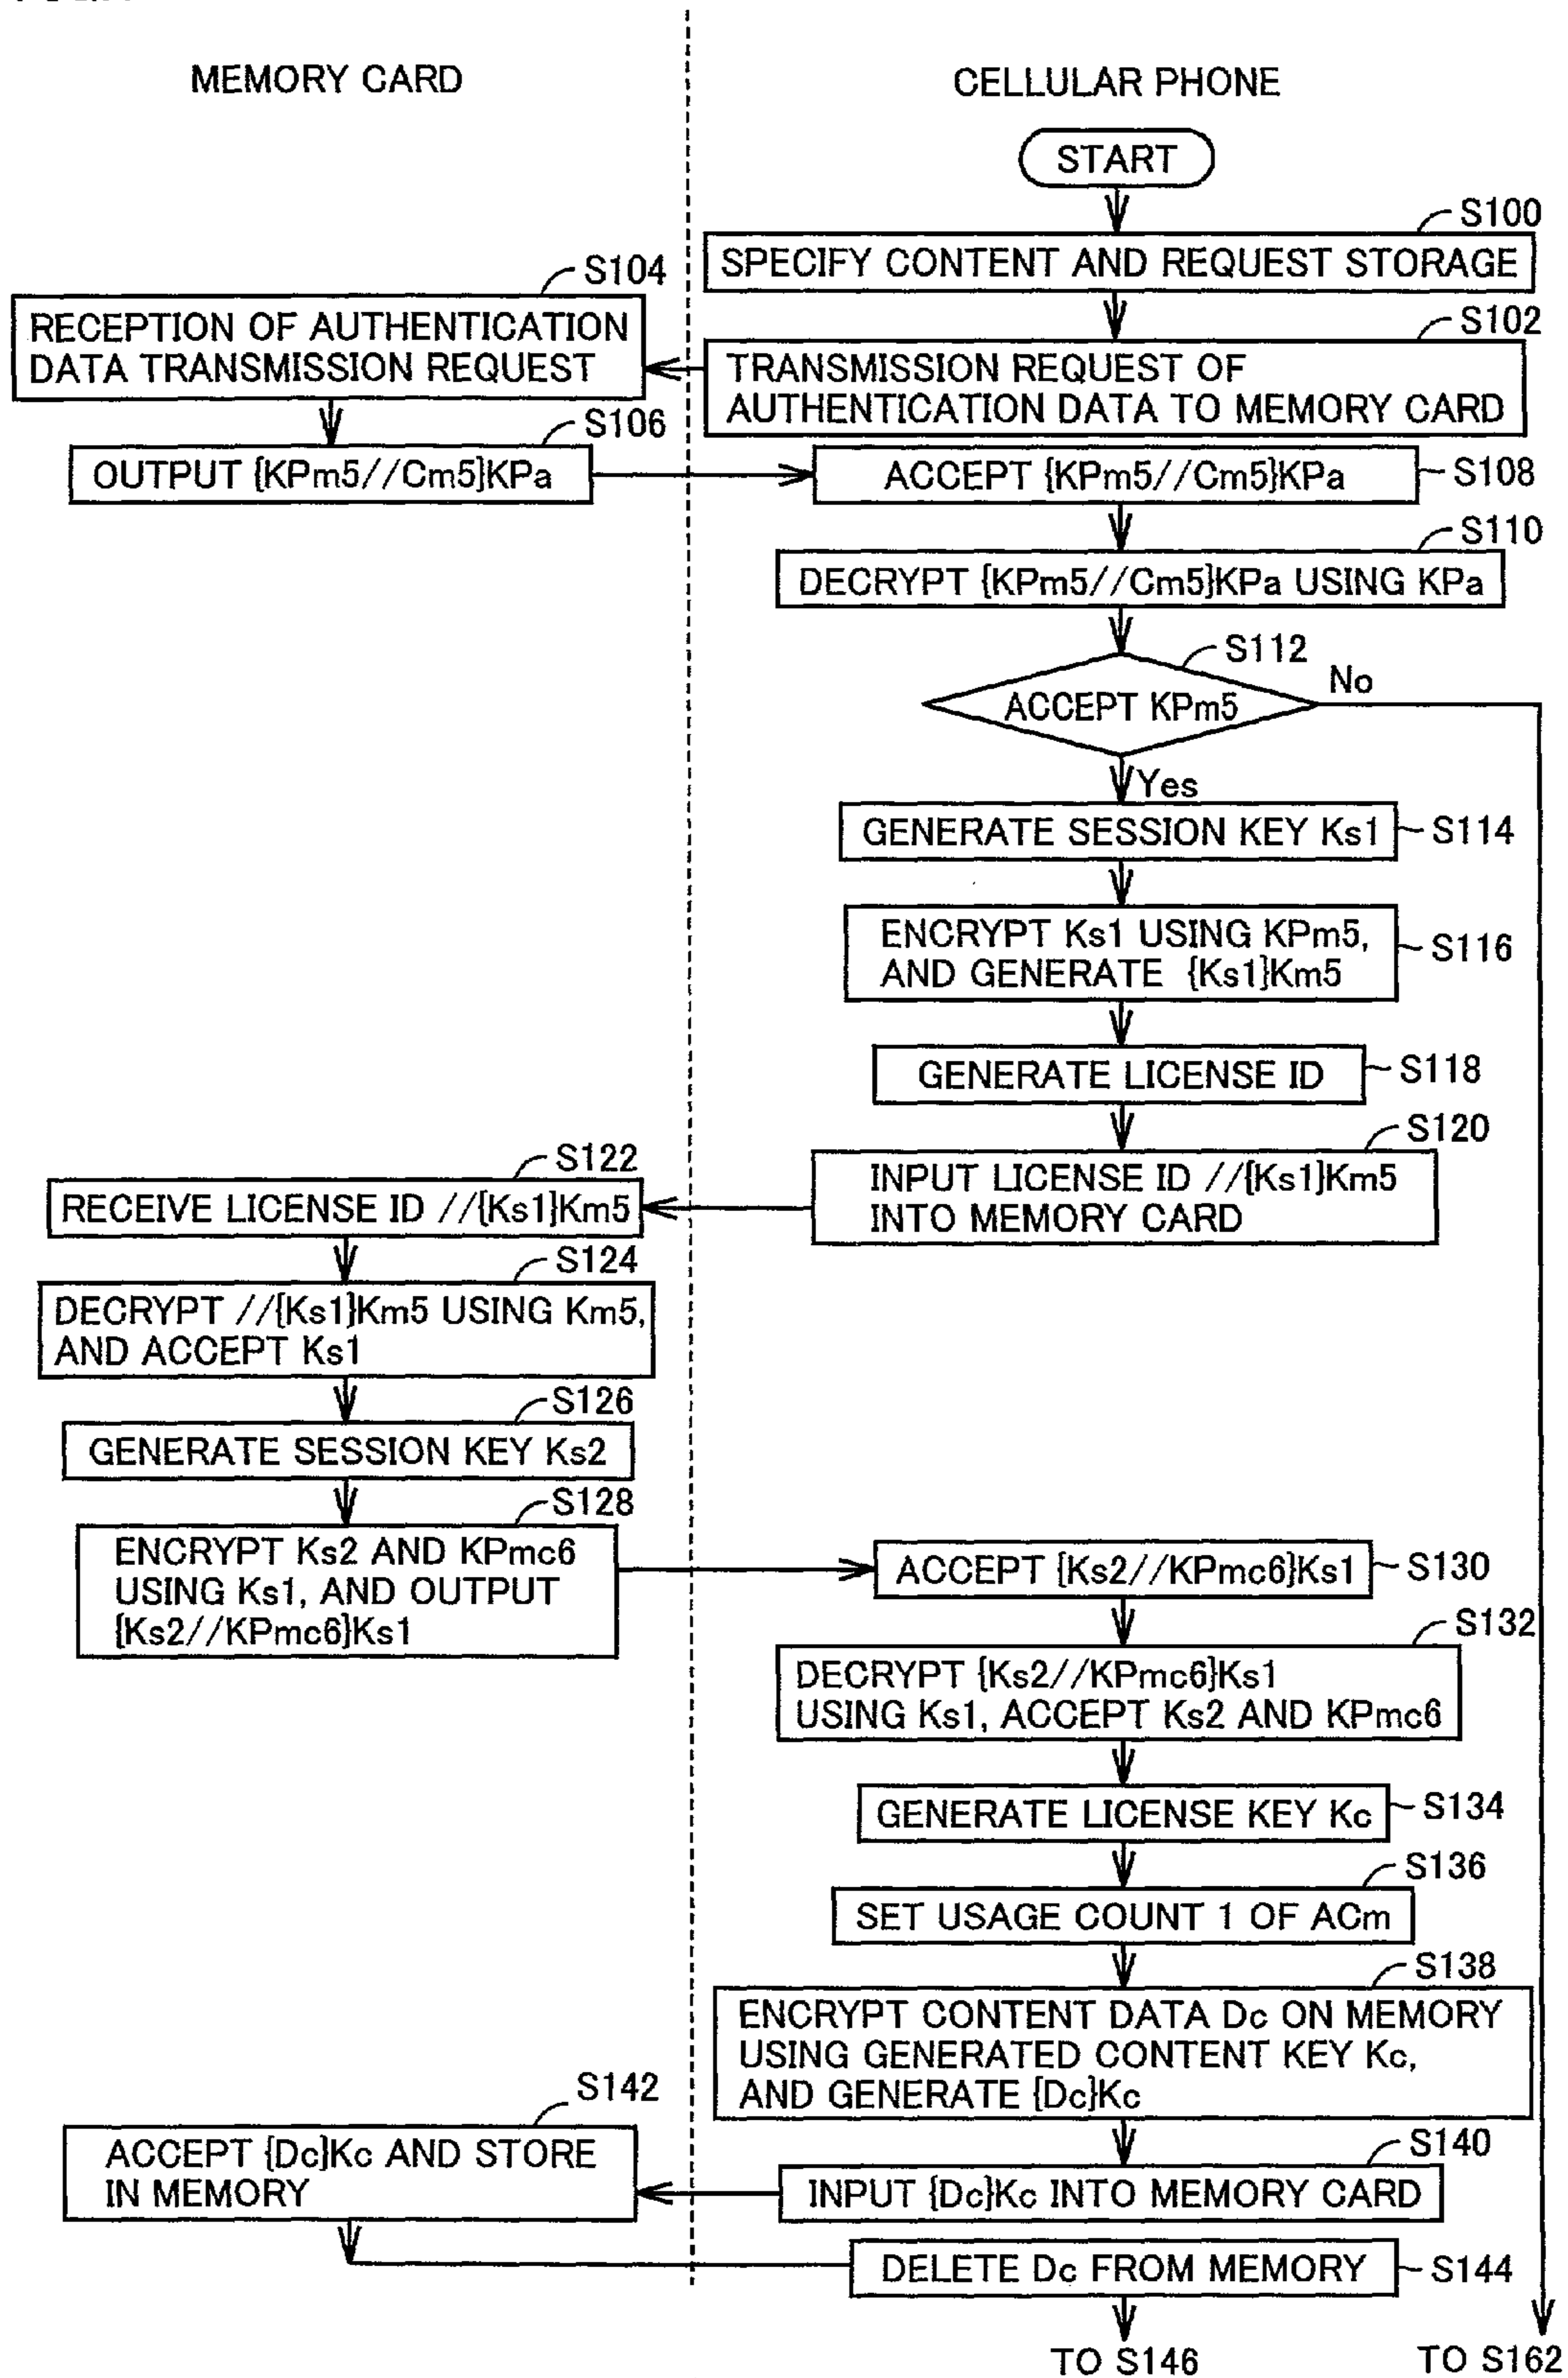 MEMORY CARD
CELLULAR PHONE
START
S100
SPECIFY CONTENT AND REQUEST STORAGE
S104
RECEPTION OF AUTHENTICATION
DATA TRANSMISSION REQUEST
S102
TRANSMISSION REQUEST OF
AUTHENTICATION DATA TO MEMORY CARD
S106
OUTPUT {KPm5//Cm5}KPa
ACCEPT {KPm5//Cm5}KPa
S108
S110
DECRYPT {KPm5//Cm5}KPa USING KPa
S112
ACCEPT KPm5
No
Yes
GENERATE SESSION KEY Ks1
S114
ENCRYPT Ks1 USING KPm5,
AND GENERATE {Ks1}Km5
S116
GENERATE LICENSE ID
S118
S120
INPUT LICENSE ID //{Ks1}Km5
INTO MEMORY CARD
S122
RECEIVE LICENSE ID //{Ks1}Km5
S124
DECRYPT //{Ks1}Km5 USING Km5,
AND ACCEPT Ks1
S126
GENERATE SESSION KEY Ks2
S128
ENCRYPT Ks2 AND KPmc6
USING Ks1, AND OUTPUT
{Ks2//KPmc6}Ks1
ACCEPT {Ks2//KPmc6}Ks1
S130
S132
DECRYPT {Ks2//KPmc6}Ks1
USING Ks1, ACCEPT Ks2 AND KPmc6
GENERATE LICENSE KEY Kc
S134
S136
SET USAGE COUNT 1 OF ACm
S138
ENCRYPT CONTENT DATA Dc ON MEMORY
USING GENERATED CONTENT KEY Kc,
AND GENERATE {Dc}Kc
S142
ACCEPT {Dc}Kc AND STORE
IN MEMORY
S140
INPUT {Dc}Kc INTO MEMORY CARD
DELETE Dc FROM MEMORY
S144
TO S146
TO S162